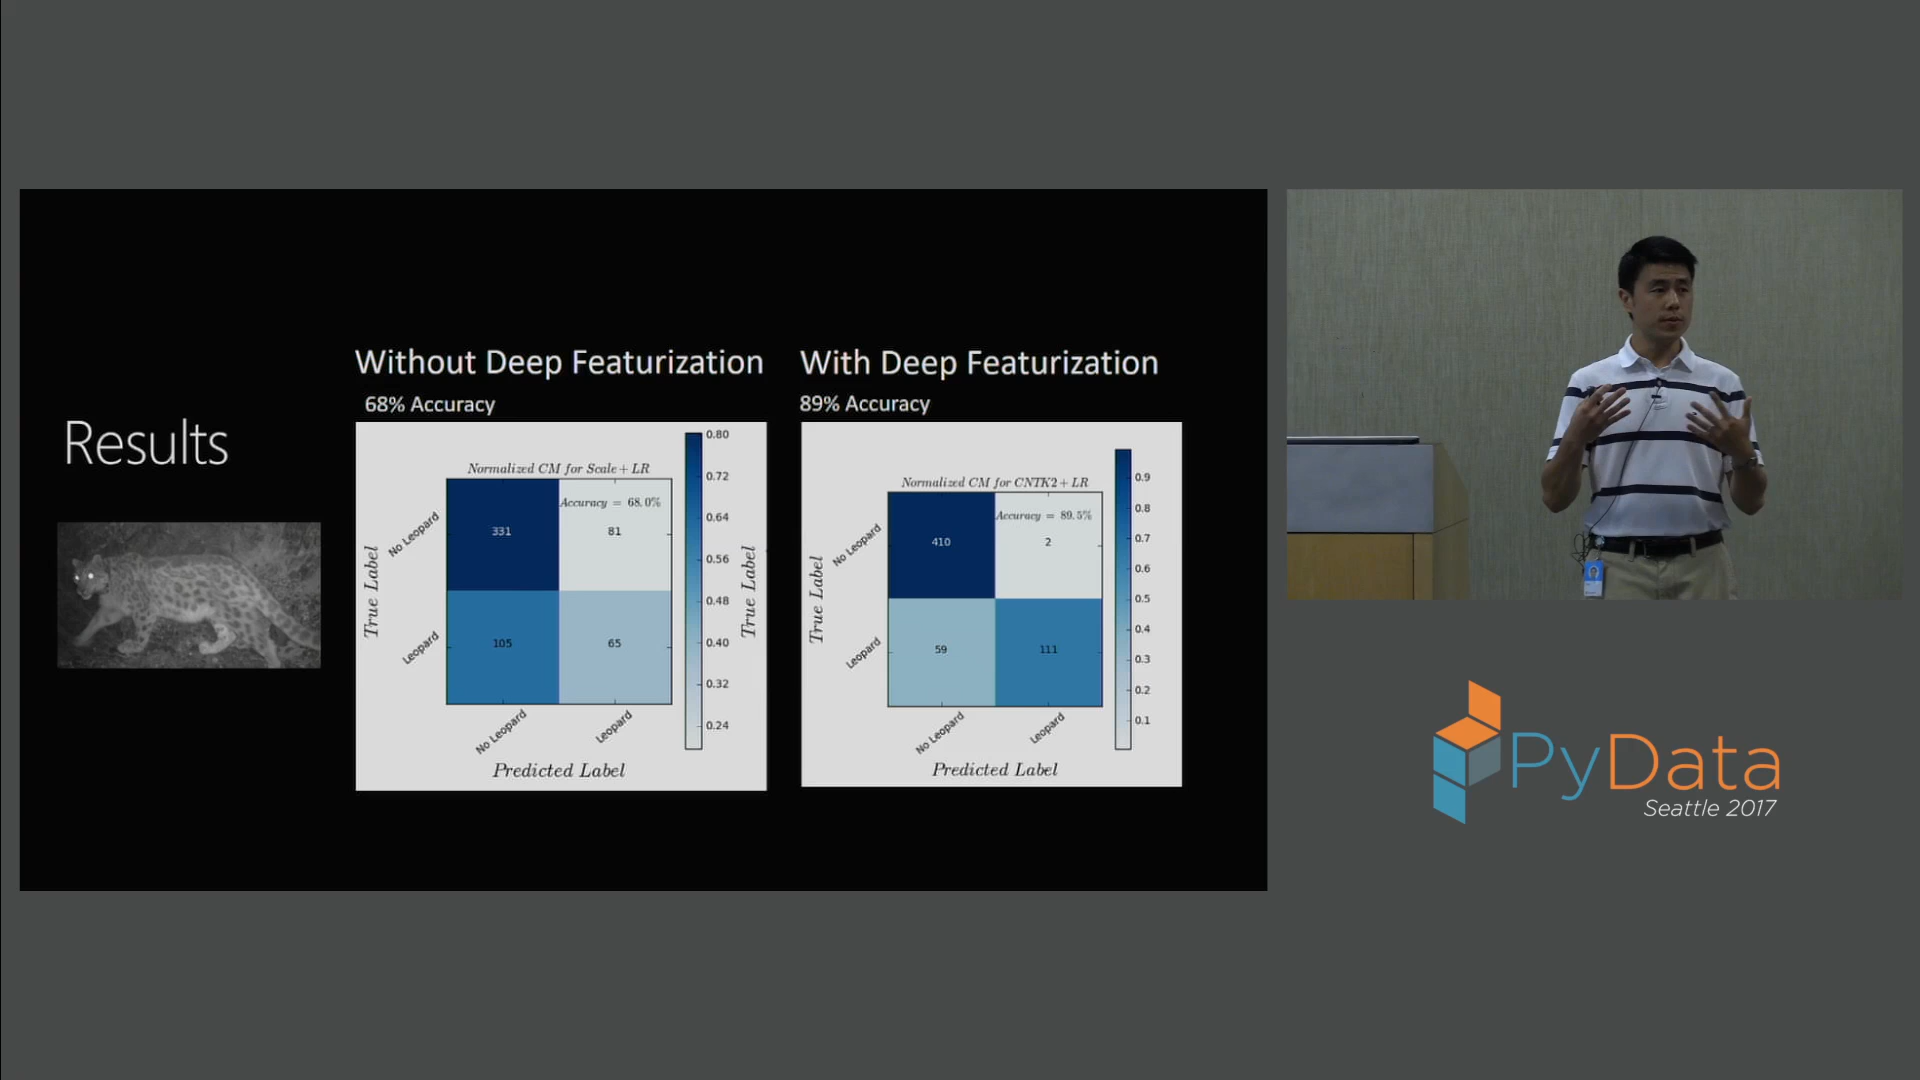 Results
Without Deep Featurization
68% Accuracy
Normalized CM for Scale+LR
Accuracy = 68.0%
331
81
105
65
True Label
No Leopard
Leopard
No Leopard
Leopard
Predicted Label
0.80
0.72
0.64
0.56
0.48
0.40
0.32
0.24
True Label
With Deep Featurization
89% Accuracy
Normalized CM for CNTK2+LR
Accuracy = 89.5%
410
2
59
111
True Label
No Leopard
Leopard
No Leopard
Leopard
Predicted Label
0.9
0.8
0.7
0.6
0.5
0.4
0.3
0.2
0.1
PyData
Seattle 2017